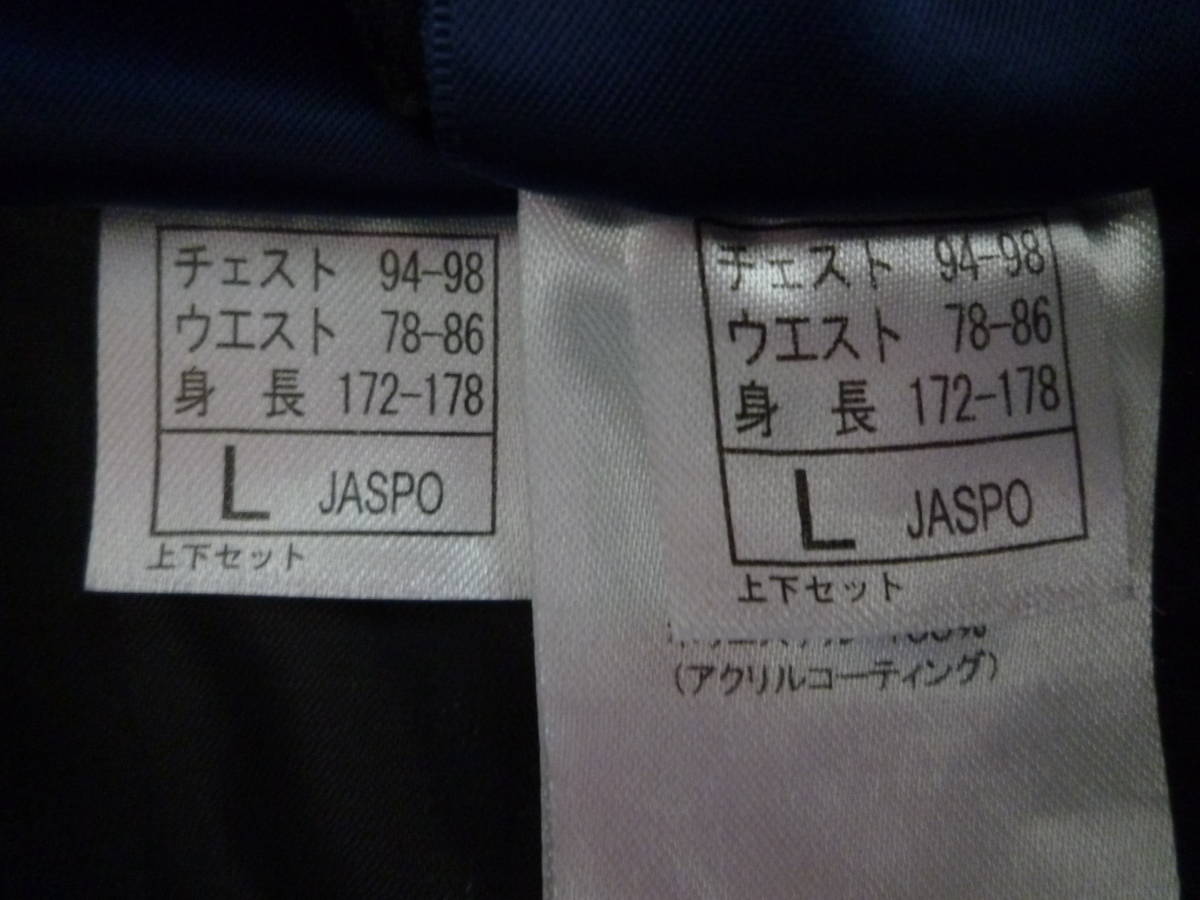 チェスト 94-98
ウエスト 78-86
身 長 172-178
L JASPO
上下セット
チェスト 94-98
ウエスト 78-86
身 長 172-178
L JASPO
上下セット
(アクリルコーティング)